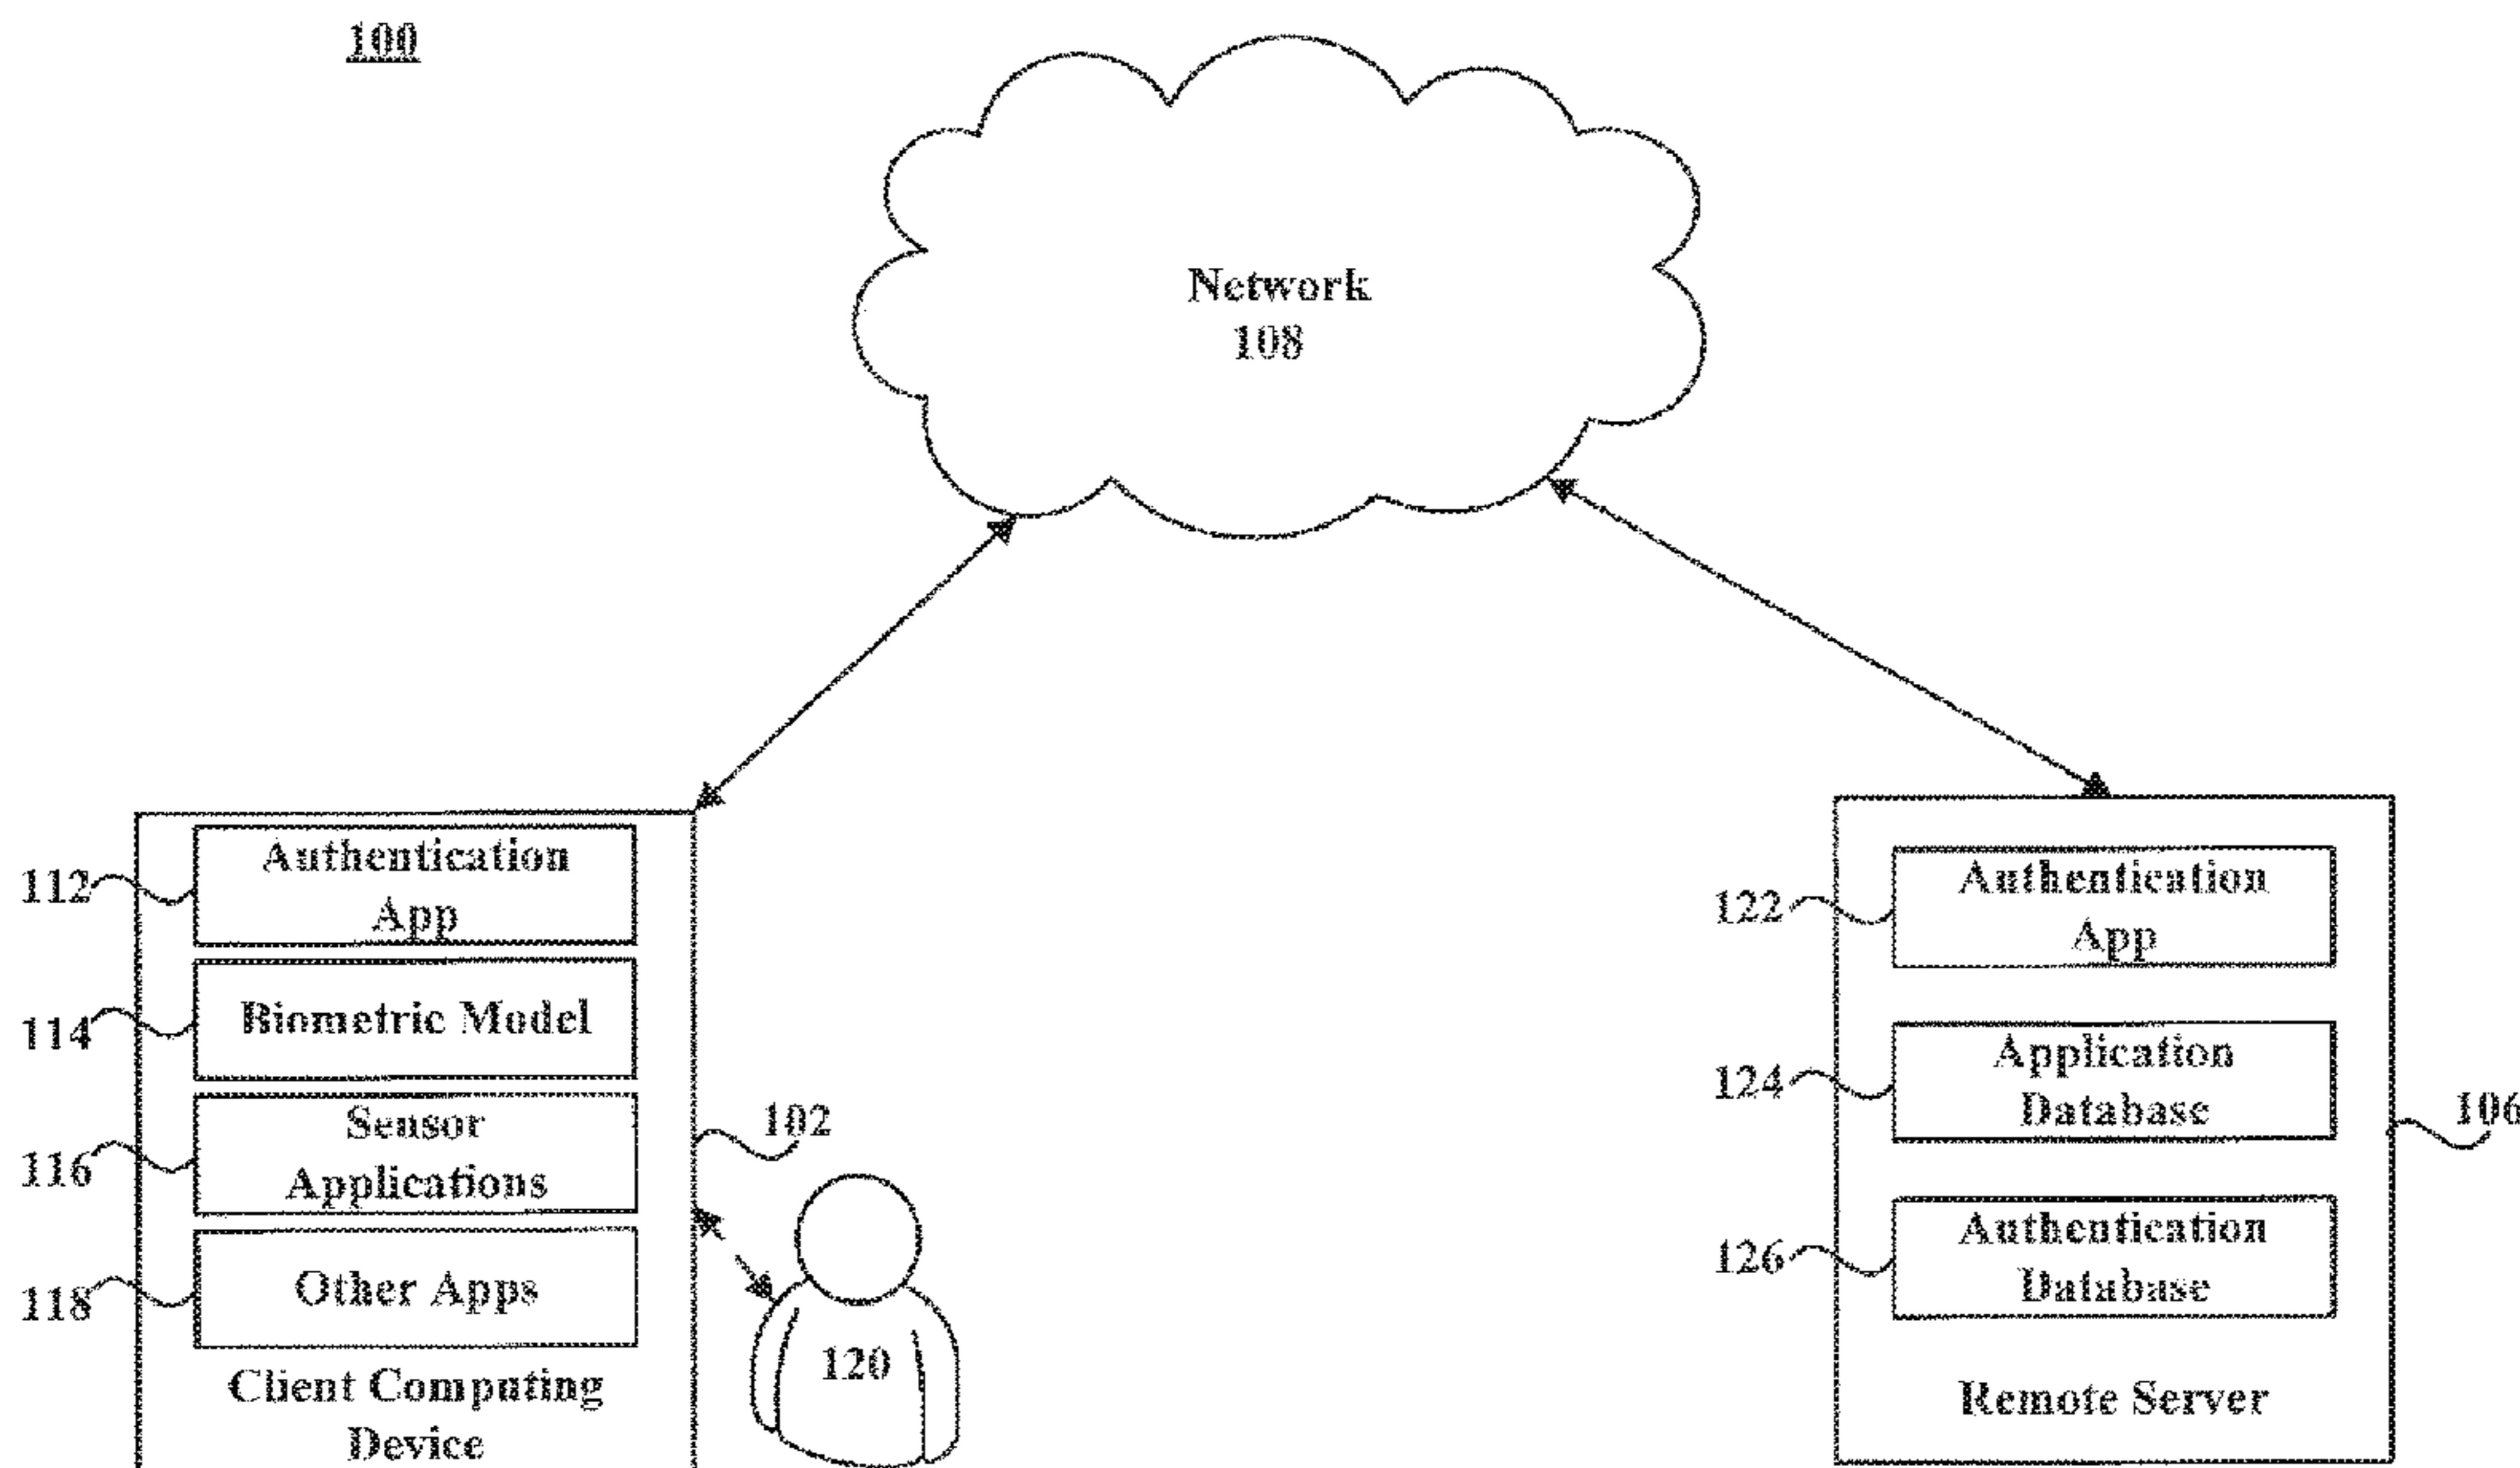 100
Network
108
112
Authentication
App
114
Biometric Model
116
Sensor
Applications
118
Other Apps
Client Computing
Device
102
120
122
Authentication
App
124
Application
Database
126
Authentication
Database
Remote Server
106